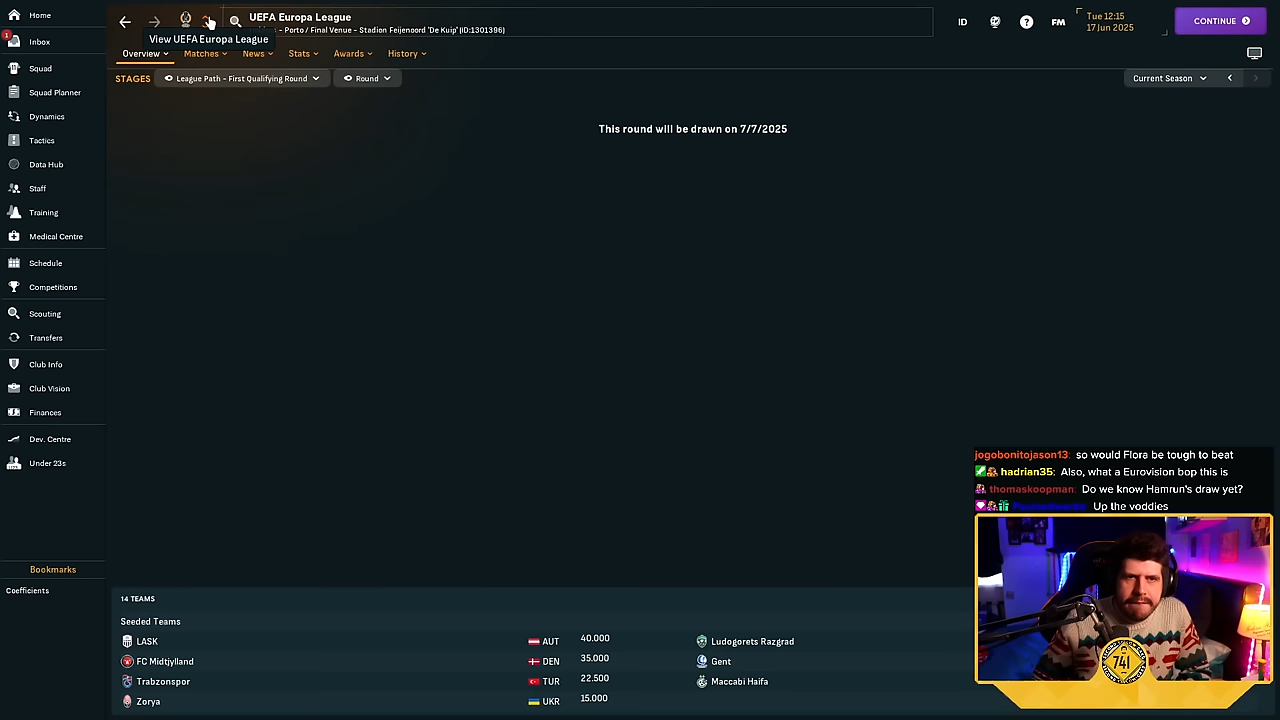 Home
UEFA Europa League
- Porto / Final Venue - Stadion Feijenoord 'De Kuip' (ID:1301396)
View UEFA Europa League
ID
FM
Tue 12:15
17 Jun 2025
CONTINUE
1
Inbox
Overview
Matches
News
Stats
Awards
History
Squad
STAGES
League Path - First Qualifying Round
Round
Current Season
Squad Planner
Dynamics
This round will be drawn on 7/7/2025
Tactics
Data Hub
Staff
Training
Medical Centre
Schedule
Competitions
Scouting
Transfers
Club Info
Club Vision
Finances
Dev. Centre
Under 23s
jogobonitojason13: so would Flora be tough to beat
hadrian35: Also, what a Eurovision bop this is
thomaskoopman: Do we know Hamrun's draw yet?
Up the voddies
Bookmarks
Coefficients
14 TEAMS
Seeded Teams
LASK AUT 40.000 Ludogorets Razgrad
FC Midtjylland DEN 35.000 Gent
Trabzonspor TUR 22.500 Maccabi Haifa
Zorya UKR 15.000
741